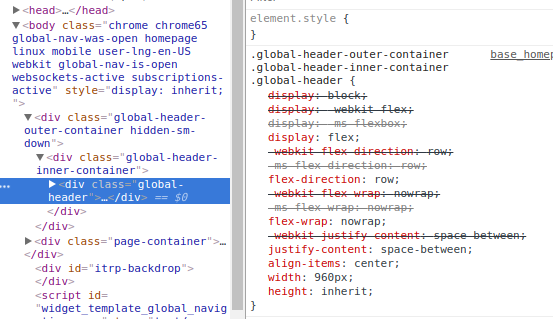 ▶<head>…</head>
▼<body class="chrome chrome65
global-nav-was-open homepage
linux mobile user-lng-en-US
webkit global-nav-is-open
websockets-active subscriptions-
active" style="display: inherit;
">
▼<div class="global-header-
outer-container hidden-sm-
down">
▼<div class="global-header-
inner-container">
… ▶<div class="global-
header">…</div> == $0
</div>
</div>
▶<div class="page-container">…
</div>
<div id="itrp-backdrop">
</div>
<script id=
"widget_template_global_navig
element.style {
}
.global-header-outer-container base_homep
.global-header-inner-container
.global-header {
display: block;
display: -webkit-flex;
display: -ms-flexbox;
display: flex;
-webkit-flex-direction: row;
-ms-flex-direction: row;
flex-direction: row;
-webkit-flex-wrap: nowrap;
-ms-flex-wrap: nowrap;
flex-wrap: nowrap;
-webkit-justify-content: space-between;
justify-content: space-between;
align-items: center;
width: 960px;
height: inherit;
}